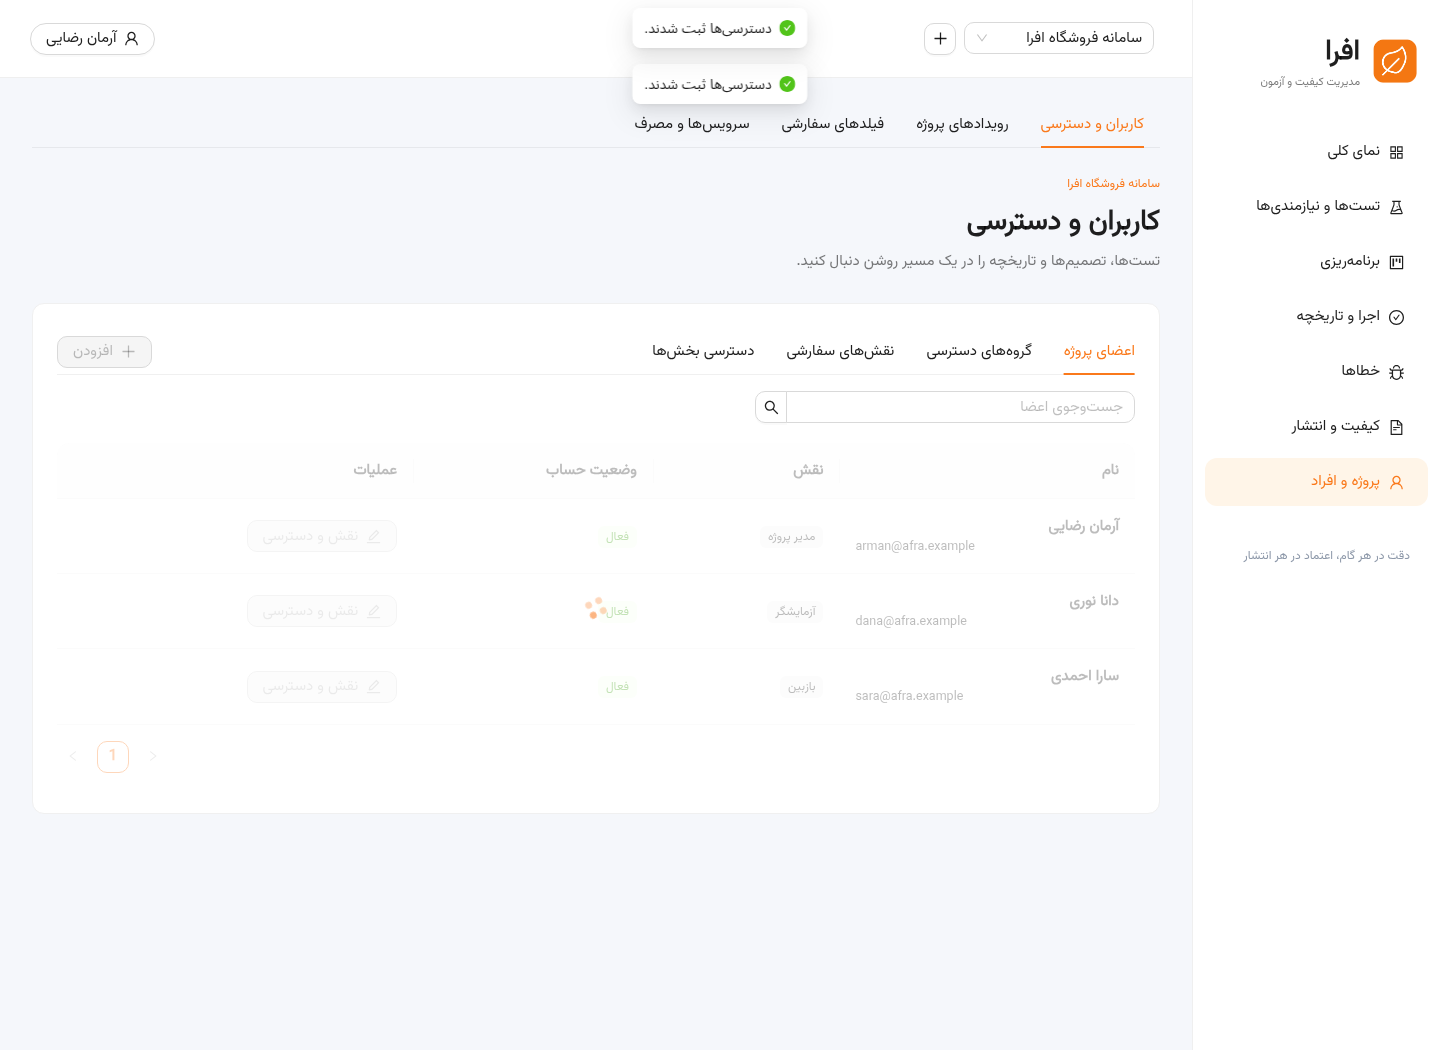 افرا
مدیریت کیفیت و آزمون
نمای کلی
تست‌ها و نیازمندی‌ها
برنامه‌ریزی
اجرا و تاریخچه
خطاها
کیفیت و انتشار
پروژه و افراد
دقت در هر گام، اعتماد در هر انتشار
سامانه فروشگاه افرا
دسترسی‌ها ثبت شدند.
دسترسی‌ها ثبت شدند.
آرمان رضایی
کاربران و دسترسی
رویدادهای پروژه
فیلدهای سفارشی
سرویس‌ها و مصرف
سامانه فروشگاه افرا
کاربران و دسترسی
تست‌ها، تصمیم‌ها و تاریخچه را در یک مسیر روشن دنبال کنید.
اعضای پروژه
گروه‌های دسترسی
نقش‌های سفارشی
دسترسی بخش‌ها
افزودن
جست‌وجوی اعضا
نام
نقش
وضعیت حساب
عملیات
آرمان رضایی
arman@afra.example
مدیر پروژه
فعال
نقش و دسترسی
دانا نوری
dana@afra.example
آزمایشگر
فعال
نقش و دسترسی
سارا احمدی
sara@afra.example
بازبین
فعال
نقش و دسترسی
1